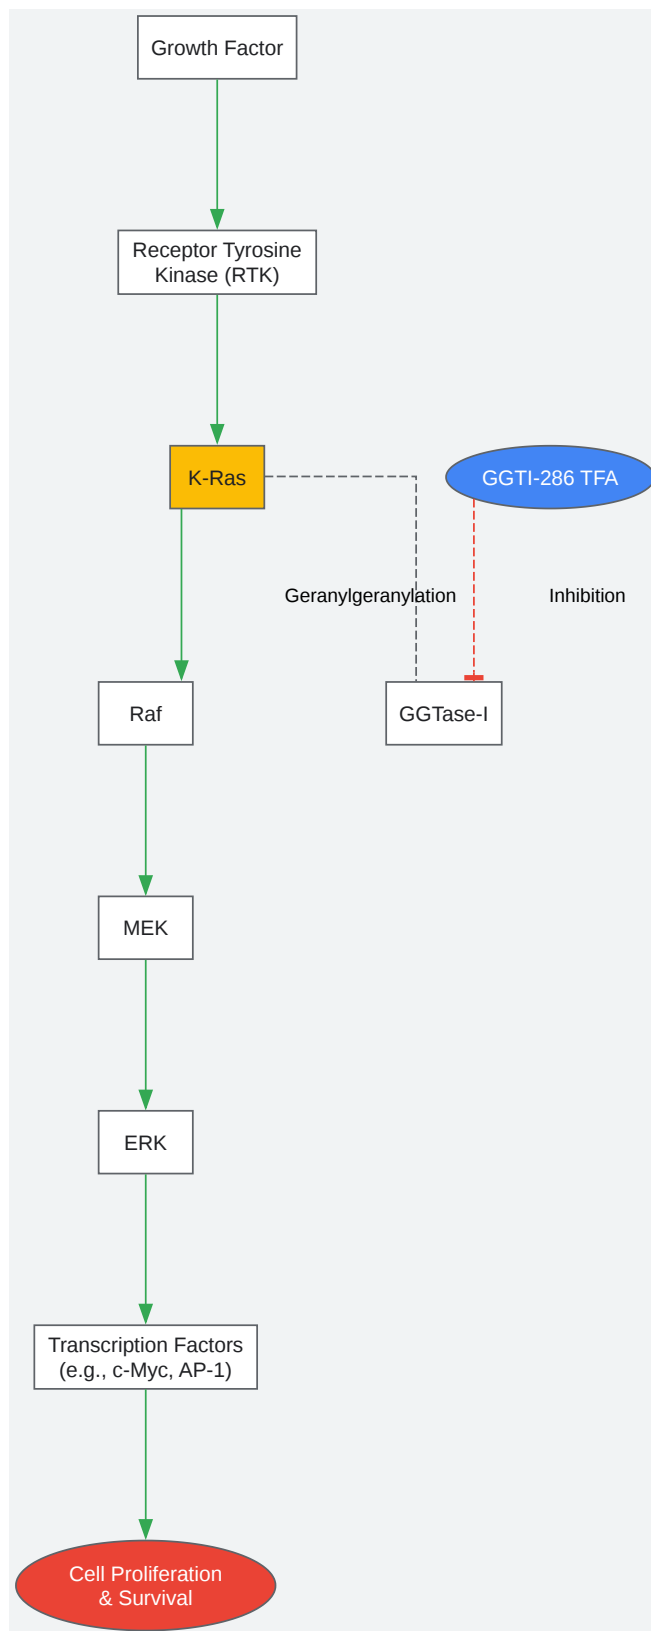 Growth Factor
Receptor Tyrosine
Kinase (RTK)
K-Ras
GGTI-286 TFA
Geranylgeranylation
Inhibition
Raf
GGTase-I
MEK
ERK
Transcription Factors
(e.g., c-Myc, AP-1)
Cell Proliferation
& Survival